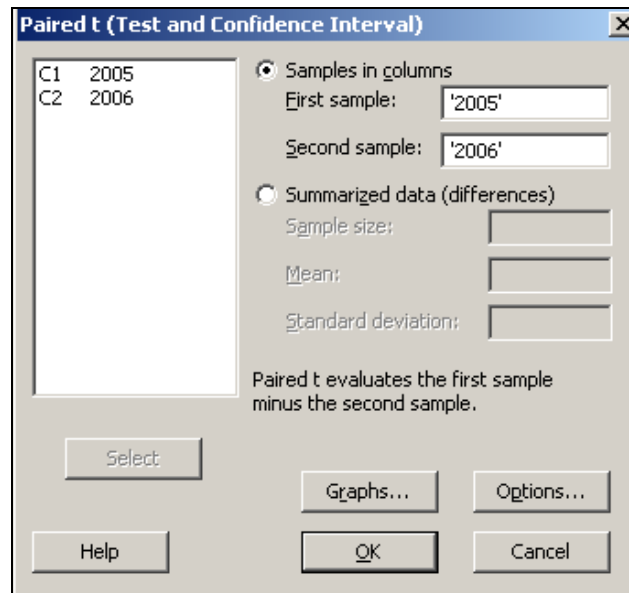 Paired t (Test and Confidence Interval)
C1 2005
C2 2006
Samples in columns
First sample: '2005'
Second sample: '2006'
Summarized data (differences)
Sample size:
Mean:
Standard deviation:
Paired t evaluates the first sample
minus the second sample.
Select
Graphs... Options...
Help OK Cancel